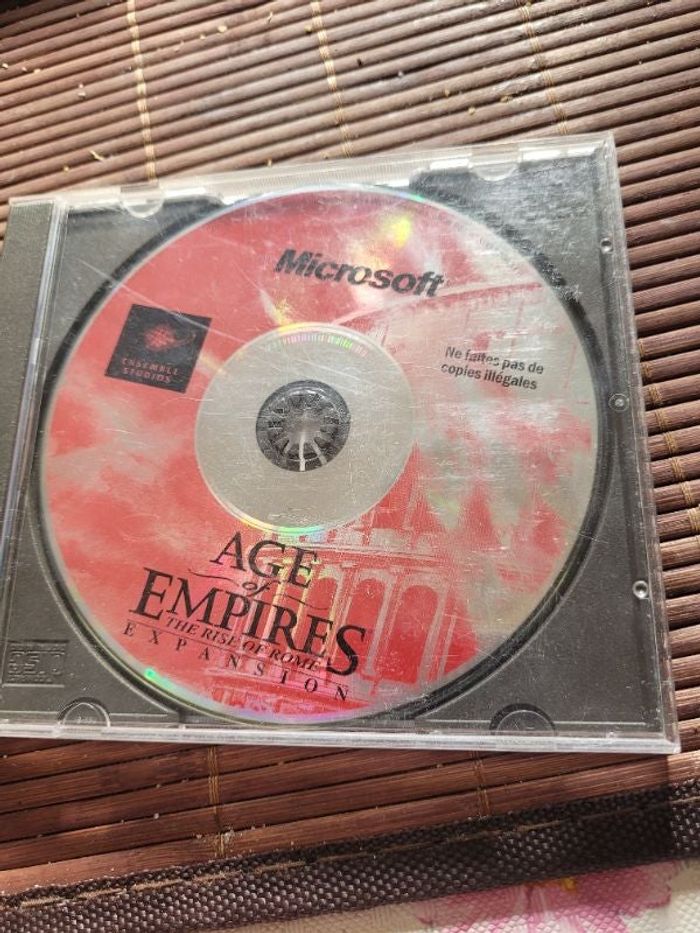 Microsoft
ENSEMBLE
STUDIOS
Ne faites pas de
copies illégales
AGE
of
EMPIRES
THE RISE OF ROME
EXPANSION